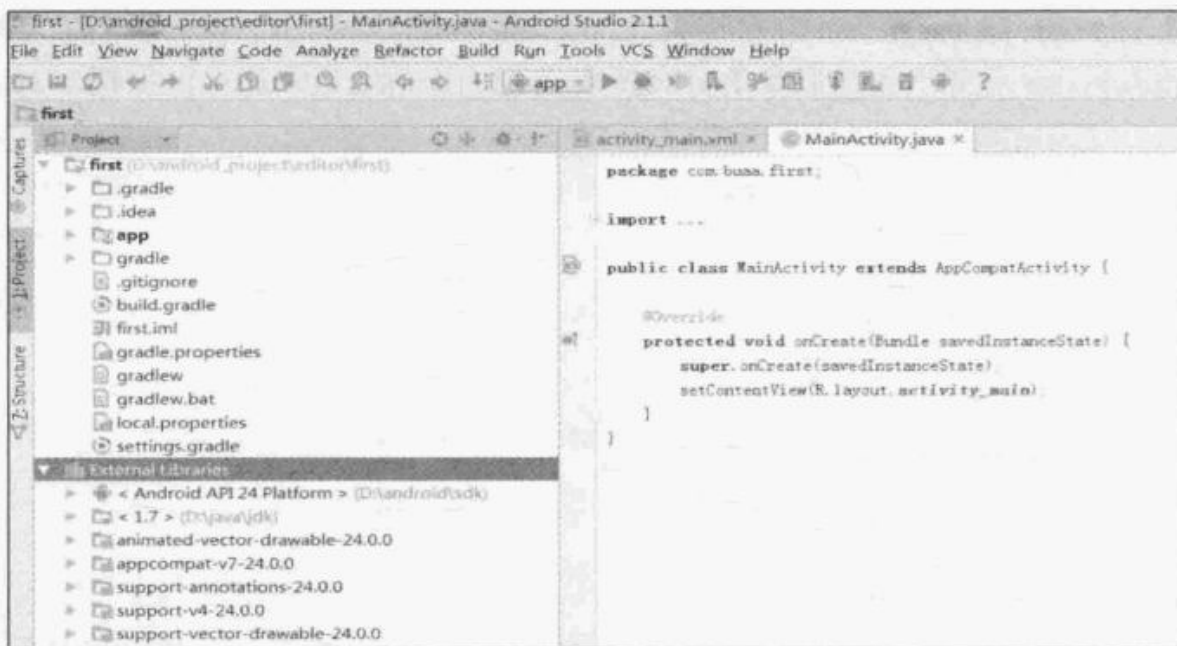 first - [D:\android_project\editor\first] - MainActivity.java - Android Studio 2.1.1
File Edit View Navigate Code Analyze Refactor Build Run Tools VCS Window Help
app
?
first
Project
activity_main.xml
MainActivity.java
Captures
1: Project
7: Structure
first (D:\android_project\editor\first)
.gradle
.idea
app
gradle
.gitignore
build.gradle
first.iml
gradle.properties
gradlew
gradlew.bat
local.properties
settings.gradle
External Libraries
< Android API 24 Platform > (D:\android\sdk)
< 1.7 > (D:\java\jdk)
animated-vector-drawable-24.0.0
appcompat-v7-24.0.0
support-annotations-24.0.0
support-v4-24.0.0
support-vector-drawable-24.0.0
package com.buaa.first;
import ...
public class MainActivity extends AppCompatActivity {
@Override
protected void onCreate(Bundle savedInstanceState) {
super.onCreate(savedInstanceState);
setContentView(R.layout.activity_main);
}
}